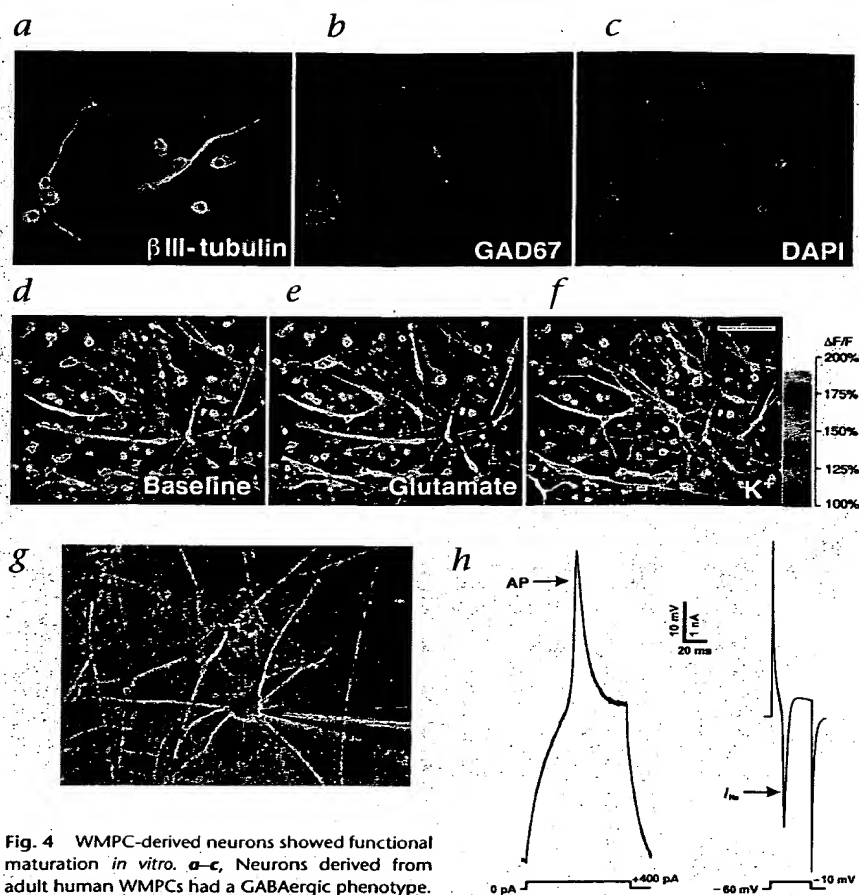 a
b
c
βIII-tubulin
GAD67
DAPI
d
e
f
Baseline
Glutamate
K+
ΔF/F
200%
175%
150%
125%
100%
g
h
AP
10 mV
1 nA
20 ms
INa
0 pA
+400 pA
−60 mV
−10 mV
Fig. 4 WMPC-derived neurons showed functional
maturation in vitro. a–c, Neurons derived from
adult human WMPCs had a GABAergic phenotype.